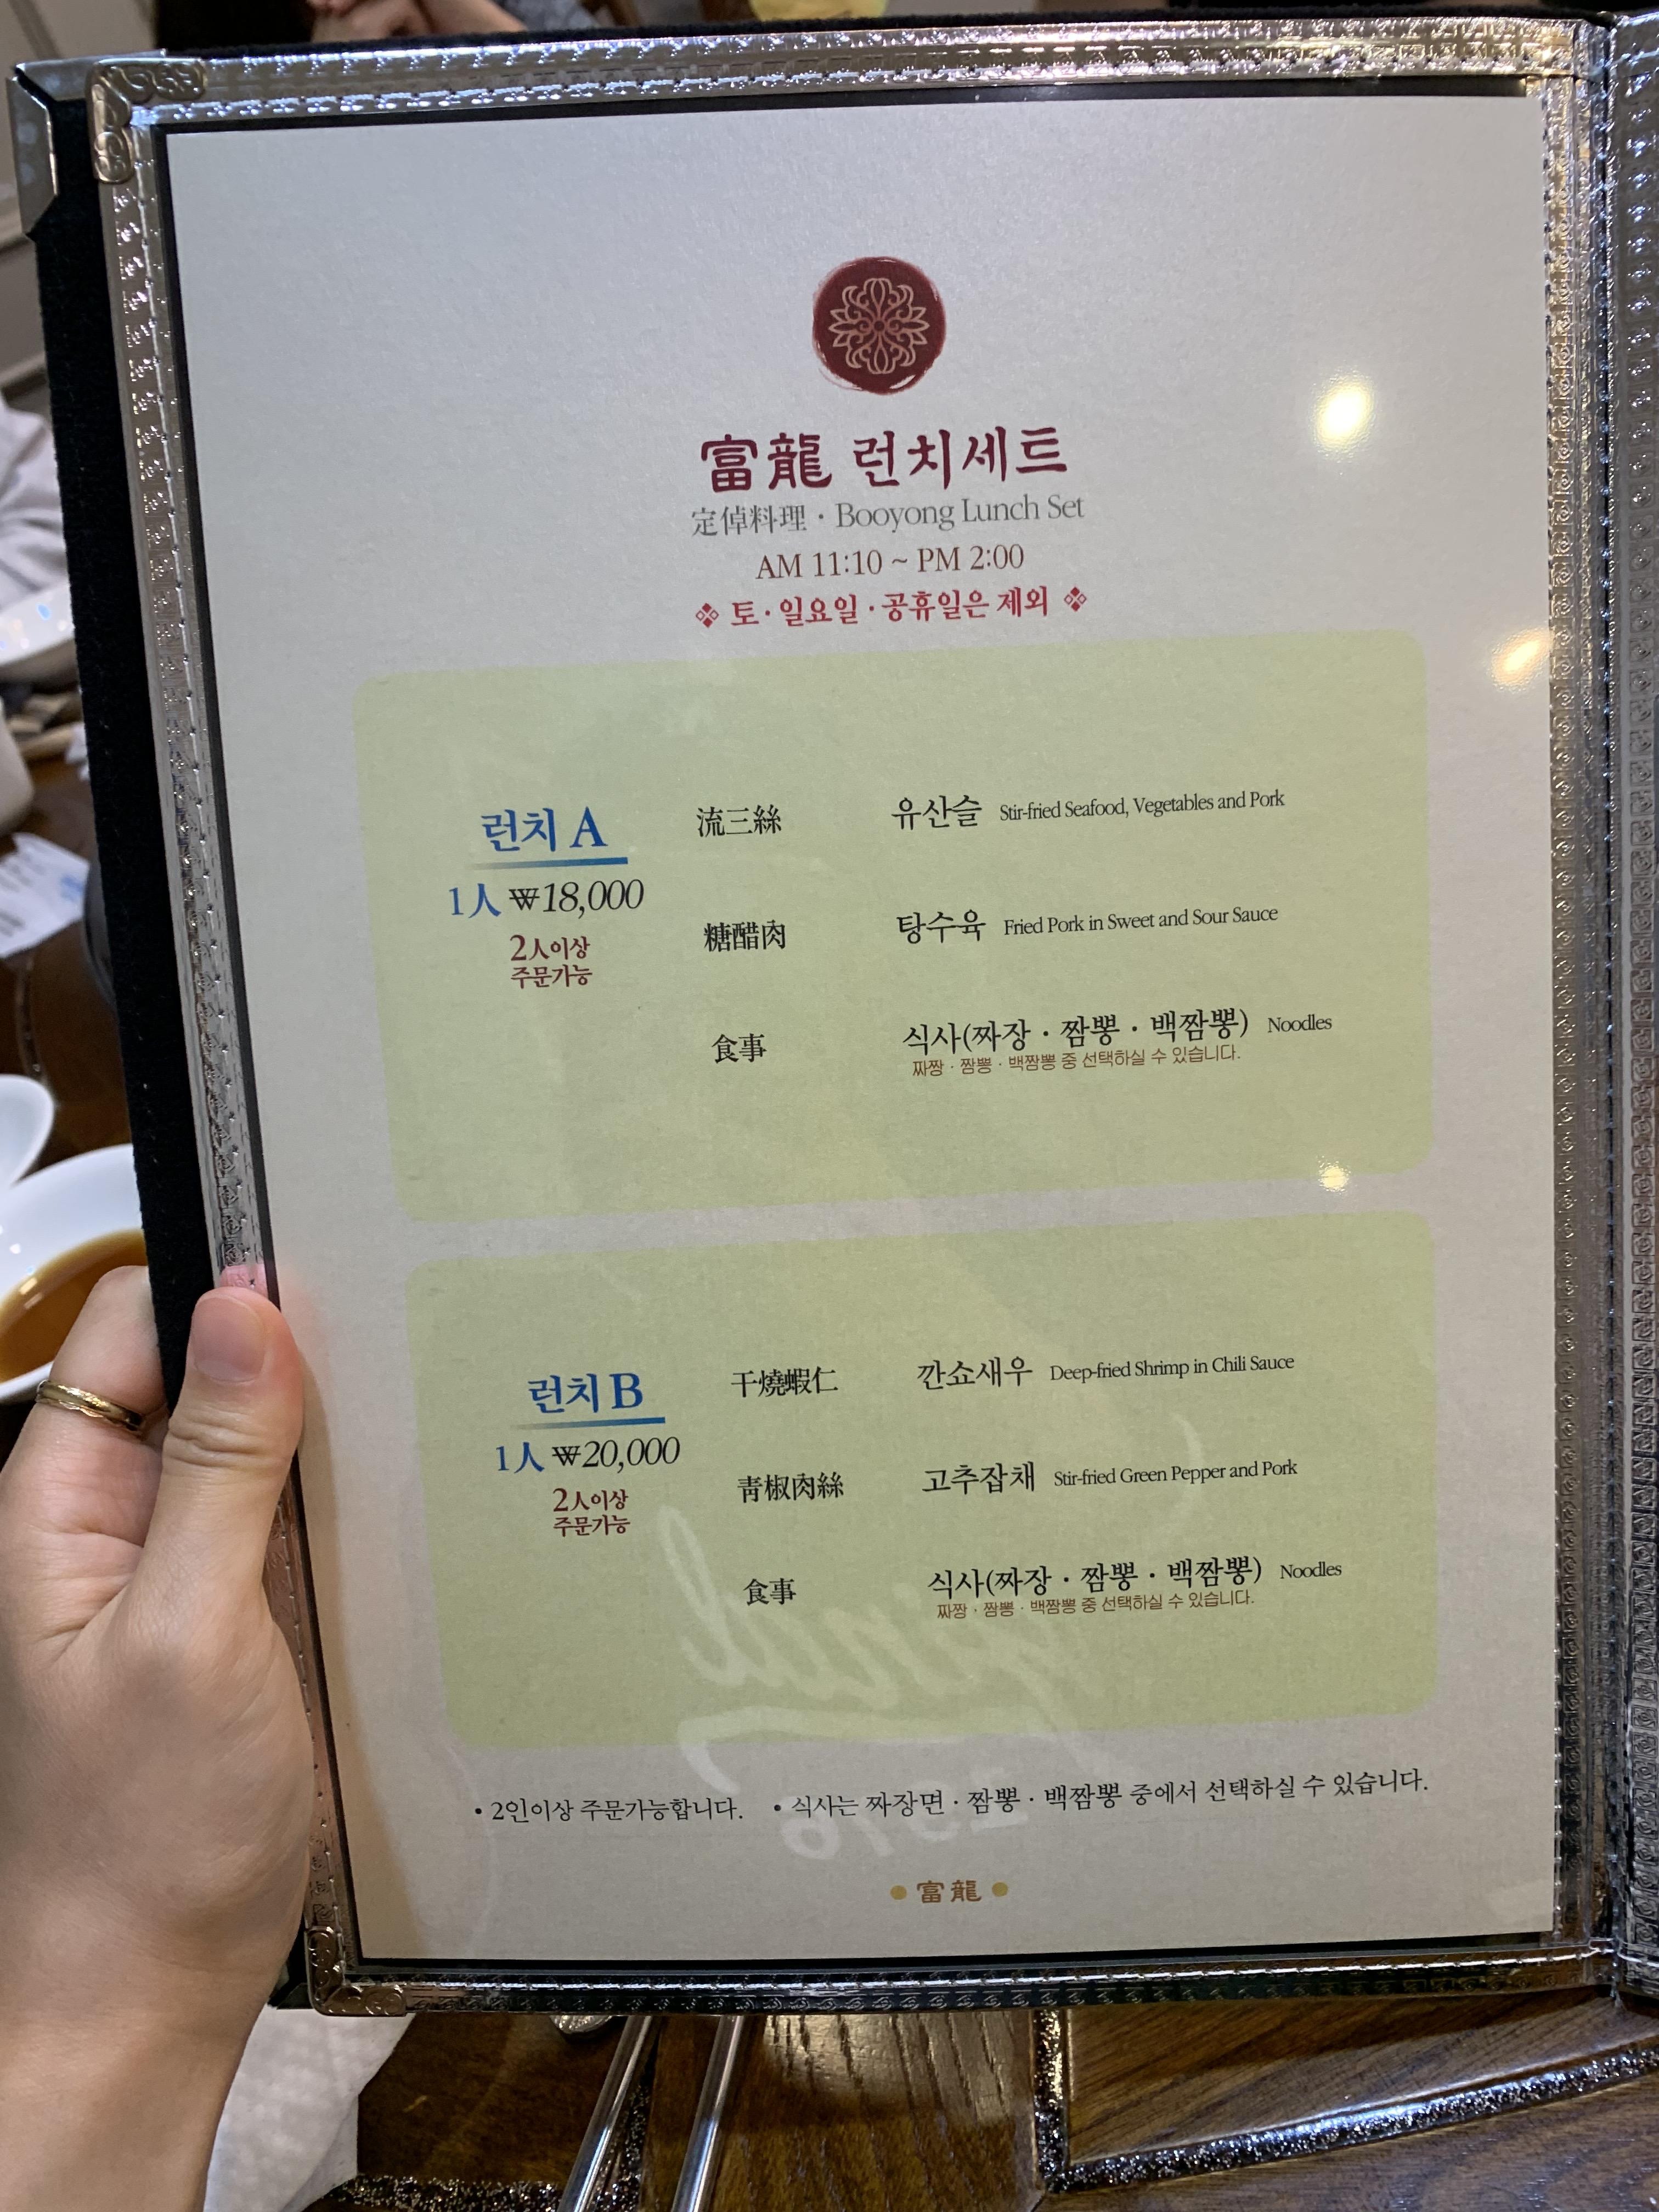 富龍 런치세트
定倬料理 · Booyong Lunch Set
AM 11:10 ~ PM 2:00
❖ 토·일요일·공휴일은 제외 ❖
런치 A
1人 ₩18,000
2人이상
주문가능
流三絲 유산슬 Stir-fried Seafood, Vegetables and Pork
糖醋肉 탕수육 Fried Pork in Sweet and Sour Sauce
食事 식사(짜장 · 짬뽕 · 백짬뽕) Noodles
짜짱 · 짬뽕 · 백짬뽕 중 선택하실 수 있습니다.
런치 B
1人 ₩20,000
2人이상
주문가능
干燒蝦仁 깐쇼새우 Deep-fried Shrimp in Chili Sauce
靑椒肉絲 고추잡채 Stir-fried Green Pepper and Pork
食事 식사(짜장 · 짬뽕 · 백짬뽕) Noodles
짜짱 · 짬뽕 · 백짬뽕 중 선택하실 수 있습니다.
• 2인이상 주문가능합니다. • 식사는 짜장면 · 짬뽕 · 백짬뽕 중에서 선택하실 수 있습니다.
● 富龍 ●